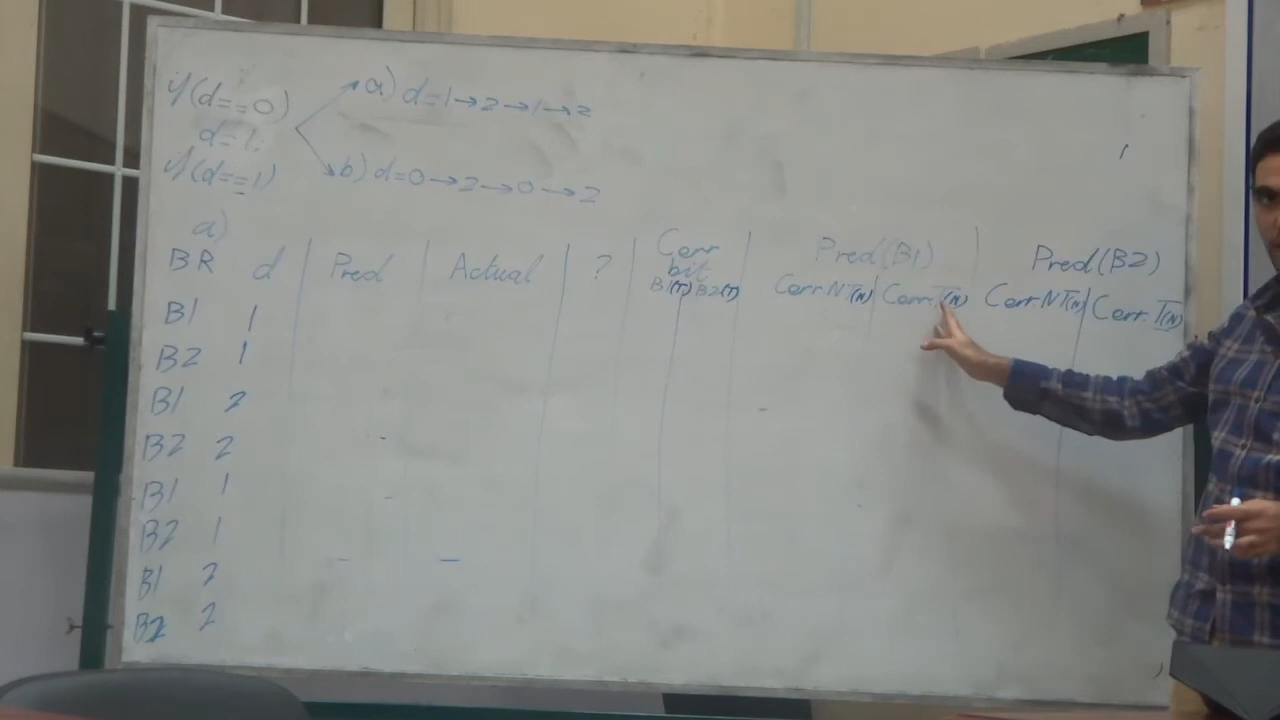 if(d==0)
d=1;
if(d==1)
a) d=1→2→1→2
b) d=0→2→0→2
a)
BR d Pred Actual ? Corr bit Pred(B1) Pred(B2)
B1(T) B2(T) Corr NT(N) Corr. T(N) Corr NT(N) Corr. T(N)
B1 1
B2 1
B1 2
B2 2
B1 1
B2 1
B1 2
B2 2